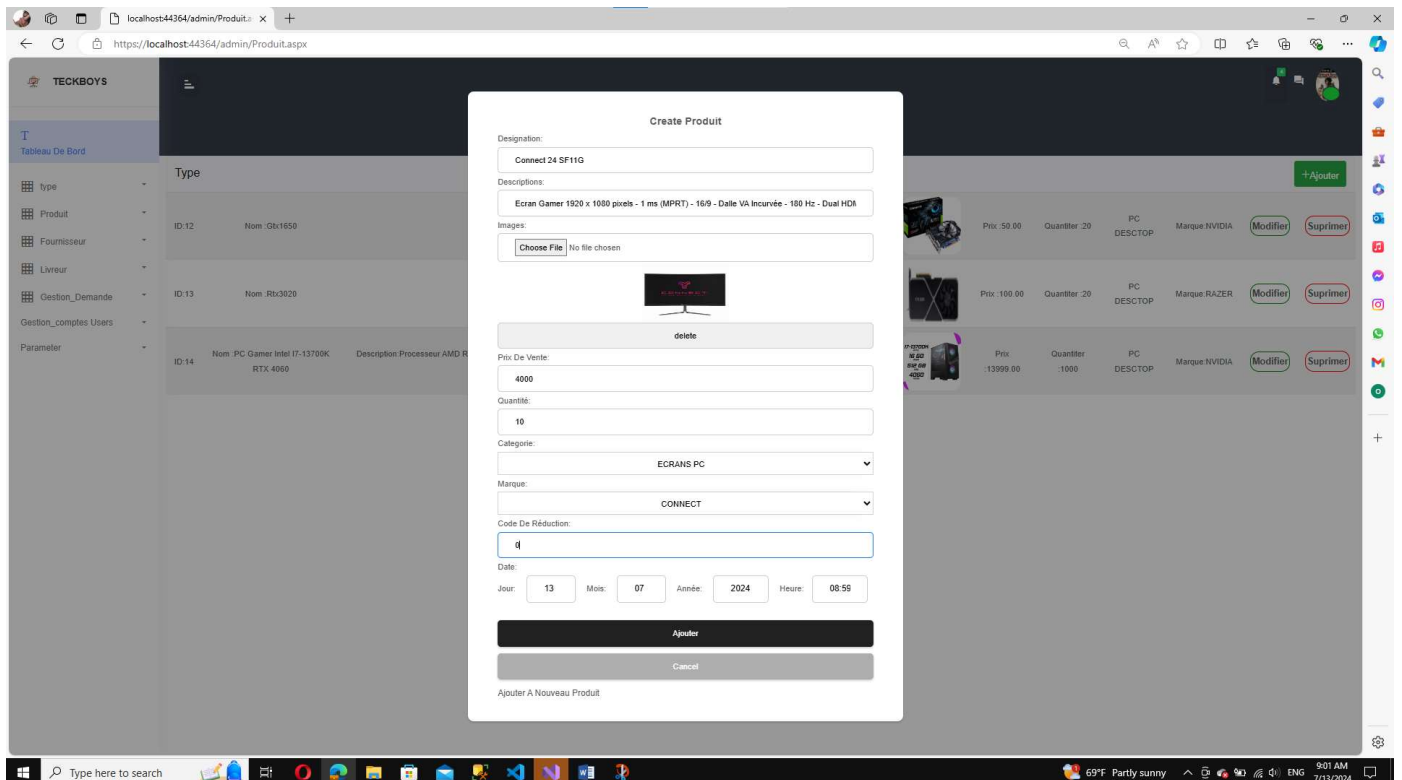 localhost:44364/admin/Produit.a
https://localhost:44364/admin/Produit.aspx
TECKBOYS
T
Tableau De Bord
type
Produit
Fournisseur
Livreur
Gestion_Demande
Gestion_comptes Users
Parameter
Type
+Ajouter
ID:12 Nom :Gtx1650 Prix :50.00 Quantiter :20 PC DESCTOP Marque:NVIDIA Modifier Suprimer
ID:13 Nom :Rtx3020 Prix :100.00 Quantiter :20 PC DESCTOP Marque:RAZER Modifier Suprimer
ID:14 Nom :PC Gamer Intel I7-13700K RTX 4060 Description:Processeur AMD R Prix :13999.00 Quantiter :1000 PC DESCTOP Marque:NVIDIA Modifier Suprimer
Create Produit
Designation:
Connect 24 SF11G
Descriptions:
Ecran Gamer 1920 x 1080 pixels - 1 ms (MPRT) - 16/9 - Dalle VA Incurvée - 180 Hz - Dual HDM
Images:
Choose File No file chosen
CONNECT
delete
Prix De Vente:
4000
Quantité:
10
Categorie:
ECRANS PC
Marque:
CONNECT
Code De Réduction:
0
Date:
Jour: 13 Mois: 07 Année: 2024 Heure: 08:59
Ajouter
Cancel
Ajouter A Nouveau Produit
Type here to search
69°F Partly sunny
ENG
9:01 AM
7/13/2024